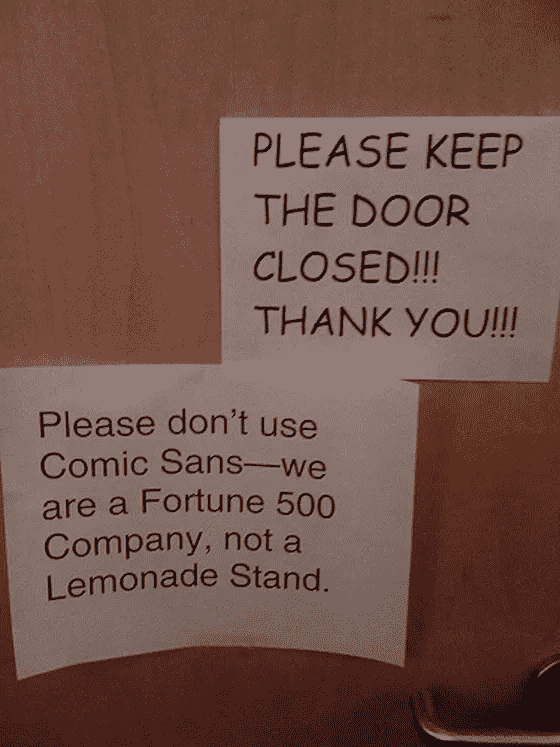 PLEASE KEEP
THE DOOR
CLOSED!!!
THANK YOU!!!
Please don't use
Comic Sans—we
are a Fortune 500
Company, not a
Lemonade Stand.